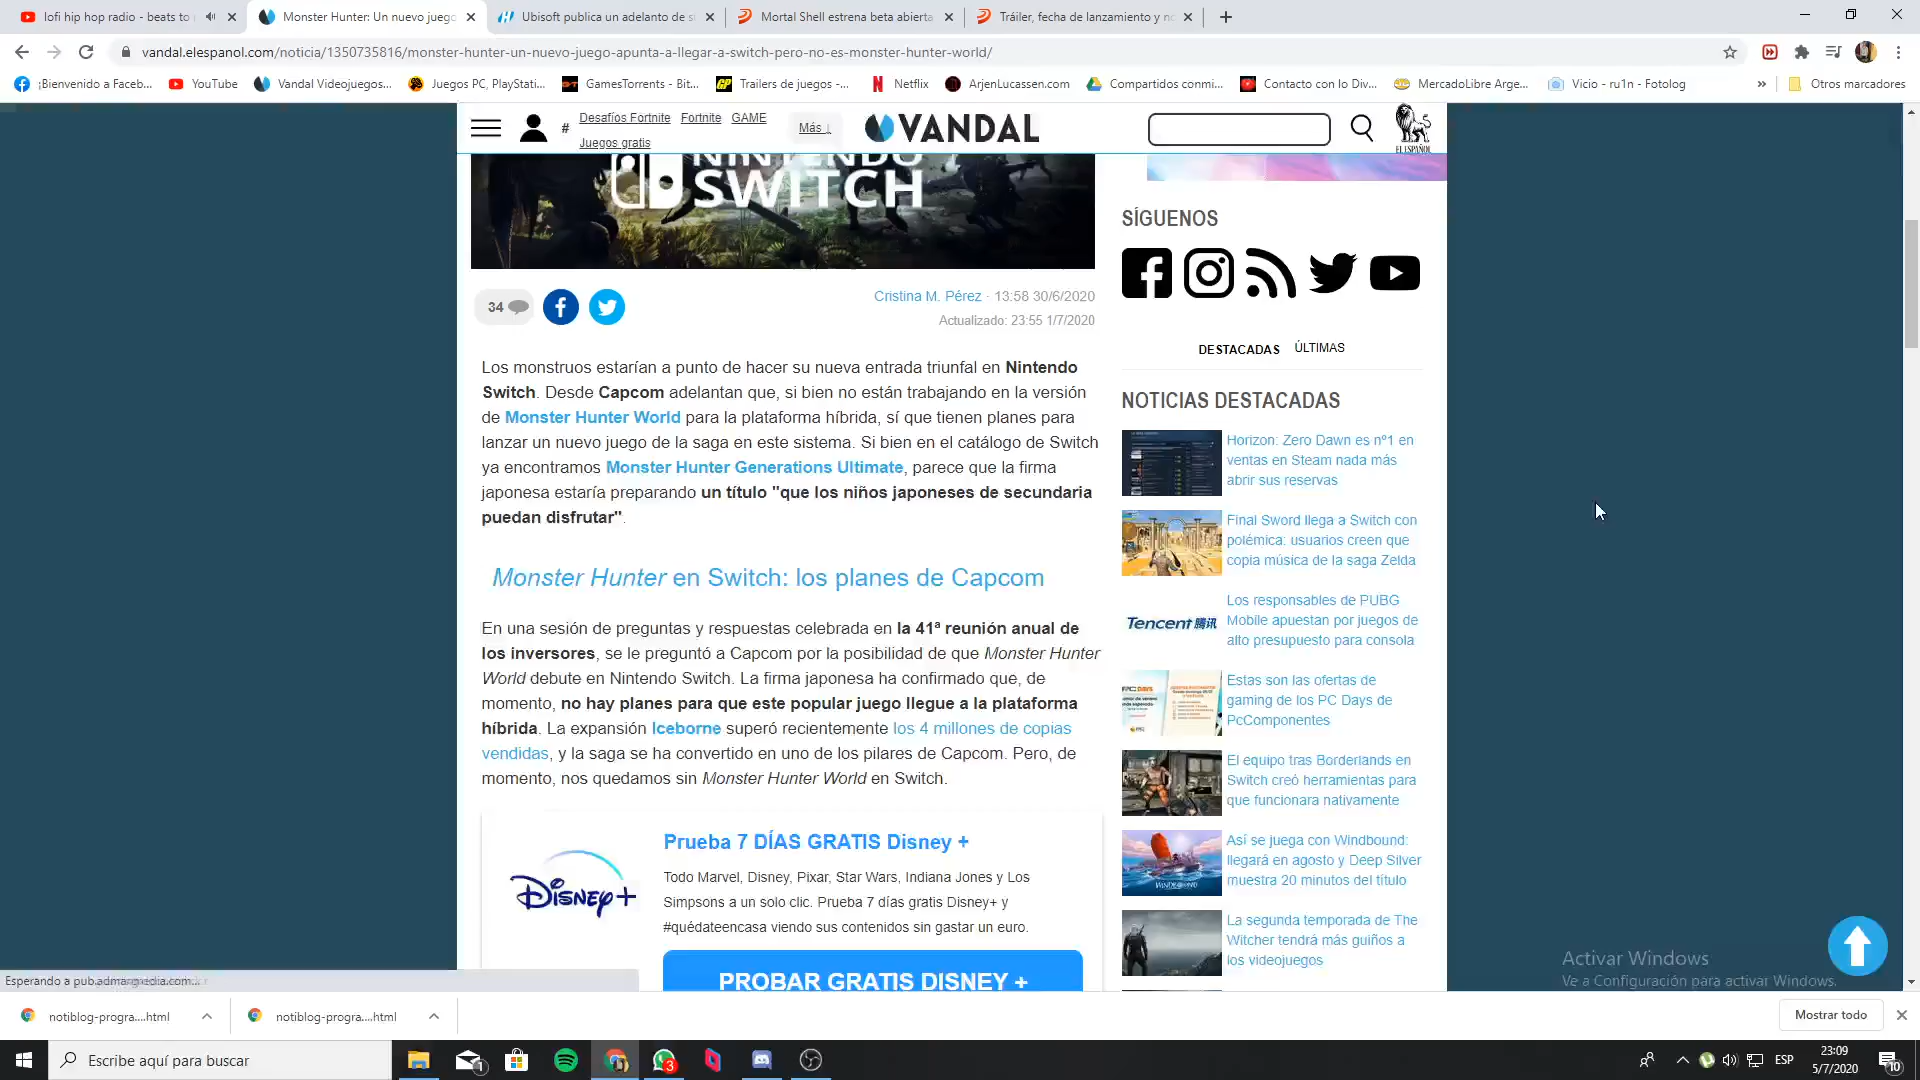 lofi hip hop radio - beats to
Monster Hunter: Un nuevo juego
Ubisoft publica un adelanto de s
Mortal Shell estrena beta abierta
Tráiler, fecha de lanzamiento y n
vandal.elespanol.com/noticia/1350735816/monster-hunter-un-nuevo-juego-apunta-a-llegar-a-switch-pero-no-es-monster-hunter-world/
¡Bienvenido a Faceb...
YouTube
Vandal Videojuegos...
Juegos PC, PlayStati...
GamesTorrents - Bit...
Trailers de juegos -...
Netflix
ArjenLucassen.com
Compartidos conmi...
Contacto con lo Div...
MercadoLibre Arge...
Vicio - ru1n - Fotolog
»
Otros marcadores
# Desafíos Fortnite Fortnite GAME
Juegos gratis
Más ↓
VANDAL
EL ESPAÑOL
NINTENDO
SWITCH
34
Cristina M. Pérez · 13:58 30/6/2020
Actualizado: 23:55 1/7/2020
Los monstruos estarían a punto de hacer su nueva entrada triunfal en Nintendo
Switch. Desde Capcom adelantan que, si bien no están trabajando en la versión
de Monster Hunter World para la plataforma híbrida, sí que tienen planes para
lanzar un nuevo juego de la saga en este sistema. Si bien en el catálogo de Switch
ya encontramos Monster Hunter Generations Ultimate, parece que la firma
japonesa estaría preparando un título "que los niños japoneses de secundaria
puedan disfrutar".
Monster Hunter en Switch: los planes de Capcom
En una sesión de preguntas y respuestas celebrada en la 41ª reunión anual de
los inversores, se le preguntó a Capcom por la posibilidad de que Monster Hunter
World debute en Nintendo Switch. La firma japonesa ha confirmado que, de
momento, no hay planes para que este popular juego llegue a la plataforma
híbrida. La expansión Iceborne superó recientemente los 4 millones de copias
vendidas, y la saga se ha convertido en uno de los pilares de Capcom. Pero, de
momento, nos quedamos sin Monster Hunter World en Switch.
Disney+
Prueba 7 DÍAS GRATIS Disney +
Todo Marvel, Disney, Pixar, Star Wars, Indiana Jones y Los
Simpsons a un solo clic. Prueba 7 días gratis Disney+ y
#quédateencasa viendo sus contenidos sin gastar un euro.
PROBAR GRATIS DISNEY +
SÍGUENOS
DESTACADAS ÚLTIMAS
NOTICIAS DESTACADAS
Horizon: Zero Dawn es nº1 en
ventas en Steam nada más
abrir sus reservas
Final Sword llega a Switch con
polémica: usuarios creen que
copia música de la saga Zelda
Tencent 腾讯
Los responsables de PUBG
Mobile apuestan por juegos de
alto presupuesto para consola
Estas son las ofertas de
gaming de los PC Days de
PcComponentes
El equipo tras Borderlands en
Switch creó herramientas para
que funcionara nativamente
Así se juega con Windbound:
llegará en agosto y Deep Silver
muestra 20 minutos del título
La segunda temporada de The
Witcher tendrá más guiños a
los videojuegos
Activar Windows
Ve a Configuración para activar Windows.
notiblog-progra....html
notiblog-progra....html
Mostrar todo
Escribe aquí para buscar
1
3
ESP
23:09
5/7/2020
10